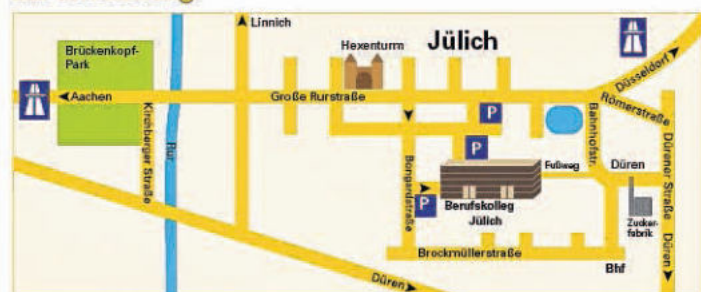 Linnich
Hexenturm
Jülich
Brückenkopf-
Park
Düsseldorf
Aachen
Große Rurstraße
Römerstraße
Kirchberger Straße
Rur
P
Bahnhofstr
Dürener Straße
P
Bongardstraße
Fußweg
Düren
P
Berufskolleg
Jülich
Zucker-
fabrik
Brockmüllerstraße
Düren
Bhf
Düren